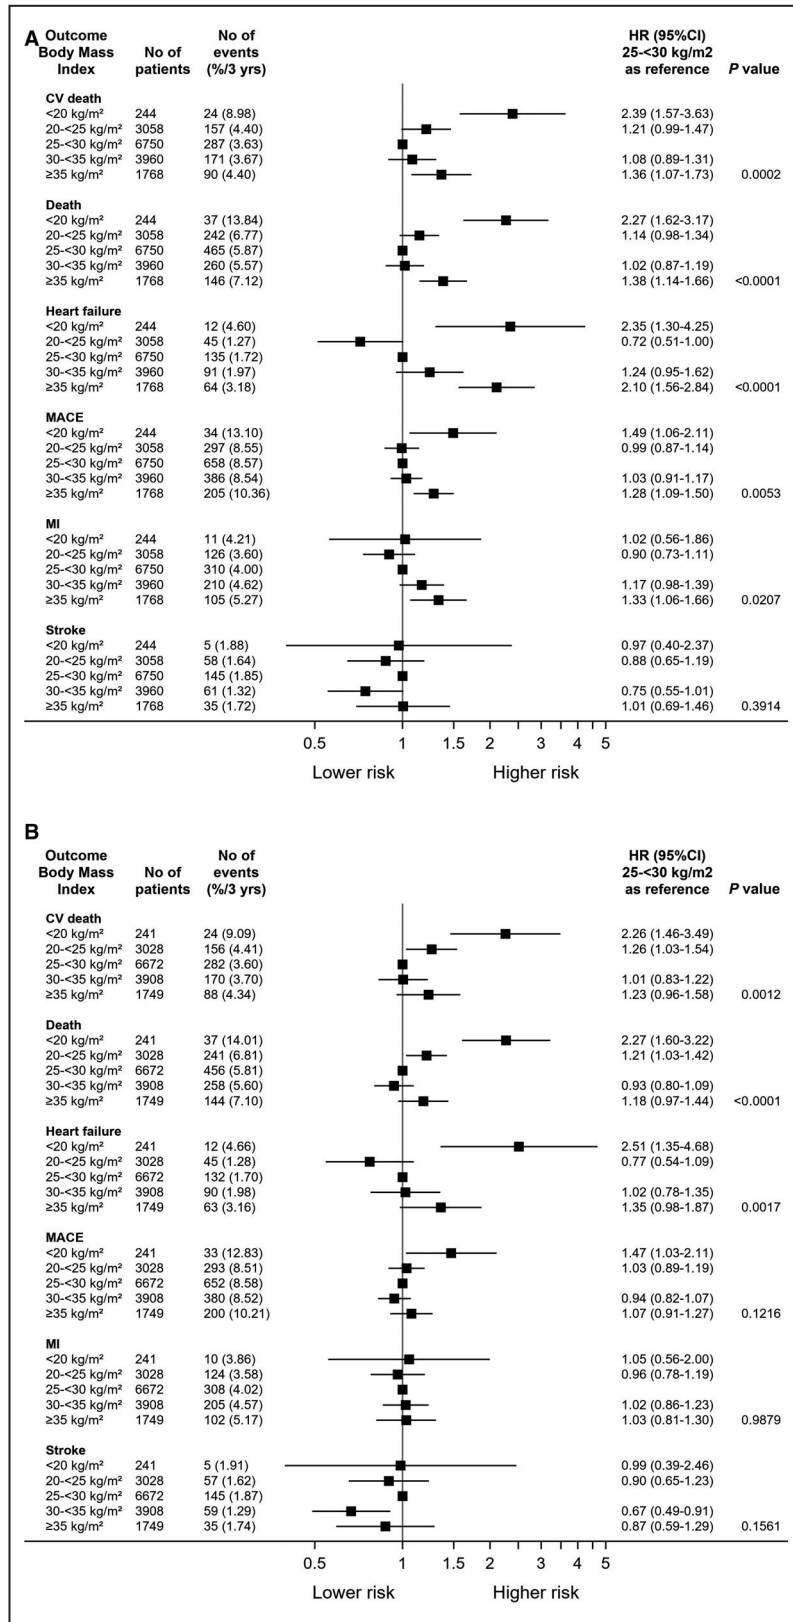 A
Outcome Body Mass Index No of patients No of events (%/3 yrs) HR (95%CI) 25-<30 kg/m2 as reference P value
CV death
<20 kg/m² 244 24 (8.98) 2.39 (1.57-3.63)
20-<25 kg/m² 3058 157 (4.40) 1.21 (0.99-1.47)
25-<30 kg/m² 6750 287 (3.63)
30-<35 kg/m² 3960 171 (3.67) 1.08 (0.89-1.31)
≥35 kg/m² 1768 90 (4.40) 1.36 (1.07-1.73) 0.0002
Death
<20 kg/m² 244 37 (13.84) 2.27 (1.62-3.17)
20-<25 kg/m² 3058 242 (6.77) 1.14 (0.98-1.34)
25-<30 kg/m² 6750 465 (5.87)
30-<35 kg/m² 3960 260 (5.57) 1.02 (0.87-1.19)
≥35 kg/m² 1768 146 (7.12) 1.38 (1.14-1.66) <0.0001
Heart failure
<20 kg/m² 244 12 (4.60) 2.35 (1.30-4.25)
20-<25 kg/m² 3058 45 (1.27) 0.72 (0.51-1.00)
25-<30 kg/m² 6750 135 (1.72)
30-<35 kg/m² 3960 91 (1.97) 1.24 (0.95-1.62)
≥35 kg/m² 1768 64 (3.18) 2.10 (1.56-2.84) <0.0001
MACE
<20 kg/m² 244 34 (13.10) 1.49 (1.06-2.11)
20-<25 kg/m² 3058 297 (8.55) 0.99 (0.87-1.14)
25-<30 kg/m² 6750 658 (8.57)
30-<35 kg/m² 3960 386 (8.54) 1.03 (0.91-1.17)
≥35 kg/m² 1768 205 (10.36) 1.28 (1.09-1.50) 0.0053
MI
<20 kg/m² 244 11 (4.21) 1.02 (0.56-1.86)
20-<25 kg/m² 3058 126 (3.60) 0.90 (0.73-1.11)
25-<30 kg/m² 6750 310 (4.00)
30-<35 kg/m² 3960 210 (4.62) 1.17 (0.98-1.39)
≥35 kg/m² 1768 105 (5.27) 1.33 (1.06-1.66) 0.0207
Stroke
<20 kg/m² 244 5 (1.88) 0.97 (0.40-2.37)
20-<25 kg/m² 3058 58 (1.64) 0.88 (0.65-1.19)
25-<30 kg/m² 6750 145 (1.85)
30-<35 kg/m² 3960 61 (1.32) 0.75 (0.55-1.01)
≥35 kg/m² 1768 35 (1.72) 1.01 (0.69-1.46) 0.3914
0.5 1 1.5 2 3 4 5
Lower risk Higher risk
B
Outcome Body Mass Index No of patients No of events (%/3 yrs) HR (95%CI) 25-<30 kg/m2 as reference P value
CV death
<20 kg/m² 241 24 (9.09) 2.26 (1.46-3.49)
20-<25 kg/m² 3028 156 (4.41) 1.26 (1.03-1.54)
25-<30 kg/m² 6672 282 (3.60)
30-<35 kg/m² 3908 170 (3.70) 1.01 (0.83-1.22)
≥35 kg/m² 1749 88 (4.34) 1.23 (0.96-1.58) 0.0012
Death
<20 kg/m² 241 37 (14.01) 2.27 (1.60-3.22)
20-<25 kg/m² 3028 241 (6.81) 1.21 (1.03-1.42)
25-<30 kg/m² 6672 456 (5.81)
30-<35 kg/m² 3908 258 (5.60) 0.93 (0.80-1.09)
≥35 kg/m² 1749 144 (7.10) 1.18 (0.97-1.44) <0.0001
Heart failure
<20 kg/m² 241 12 (4.66) 2.51 (1.35-4.68)
20-<25 kg/m² 3028 45 (1.28) 0.77 (0.54-1.09)
25-<30 kg/m² 6672 132 (1.70)
30-<35 kg/m² 3908 90 (1.98) 1.02 (0.78-1.35)
≥35 kg/m² 1749 63 (3.16) 1.35 (0.98-1.87) 0.0017
MACE
<20 kg/m² 241 33 (12.83) 1.47 (1.03-2.11)
20-<25 kg/m² 3028 293 (8.51) 1.03 (0.89-1.19)
25-<30 kg/m² 6672 652 (8.58)
30-<35 kg/m² 3908 380 (8.52) 0.94 (0.82-1.07)
≥35 kg/m² 1749 200 (10.21) 1.07 (0.91-1.27) 0.1216
MI
<20 kg/m² 241 10 (3.86) 1.05 (0.56-2.00)
20-<25 kg/m² 3028 124 (3.58) 0.96 (0.78-1.19)
25-<30 kg/m² 6672 308 (4.02)
30-<35 kg/m² 3908 205 (4.57) 1.02 (0.86-1.23)
≥35 kg/m² 1749 102 (5.17) 1.03 (0.81-1.30) 0.9879
Stroke
<20 kg/m² 241 5 (1.91) 0.99 (0.39-2.46)
20-<25 kg/m² 3028 57 (1.62) 0.90 (0.65-1.23)
25-<30 kg/m² 6672 145 (1.87)
30-<35 kg/m² 3908 59 (1.29) 0.67 (0.49-0.91)
≥35 kg/m² 1749 35 (1.74) 0.87 (0.59-1.29) 0.1561
0.5 1 1.5 2 3 4 5
Lower risk Higher risk